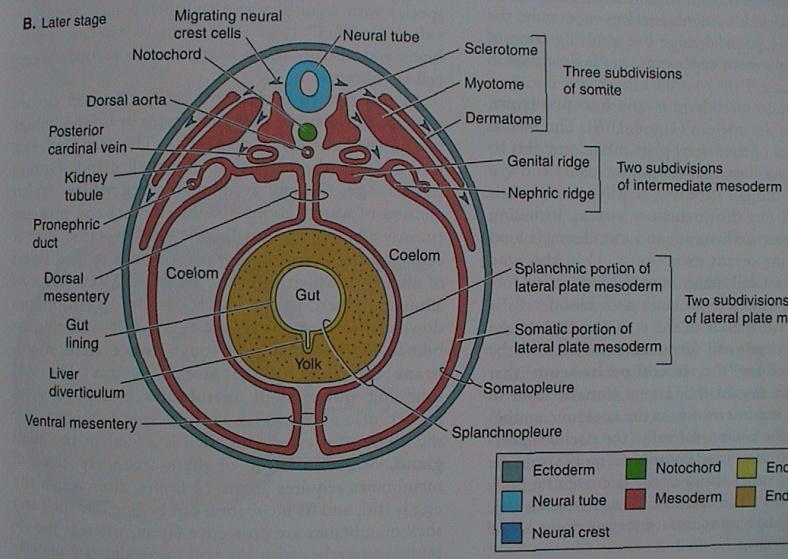 B. Later stage
Migrating neural
crest cells
Notochord
Dorsal aorta
Posterior
cardinal vein
Kidney
tubule
Pronephric
duct
Dorsal
mesentery
Gut
lining
Liver
diverticulum
Ventral mesentery
Neural tube
Sclerotome
Myotome
Dermatome
Three subdivisions
of somite
Genital ridge
Nephric ridge
Two subdivisions
of intermediate mesoderm
Coelom
Coelom
Gut
Yolk
Splanchnic portion of
lateral plate mesoderm
Somatic portion of
lateral plate mesoderm
Two subdivisions
of lateral plate m
Somatopleure
Splanchnopleure
Ectoderm
Neural tube
Neural crest
Notochord
Mesoderm
End
End